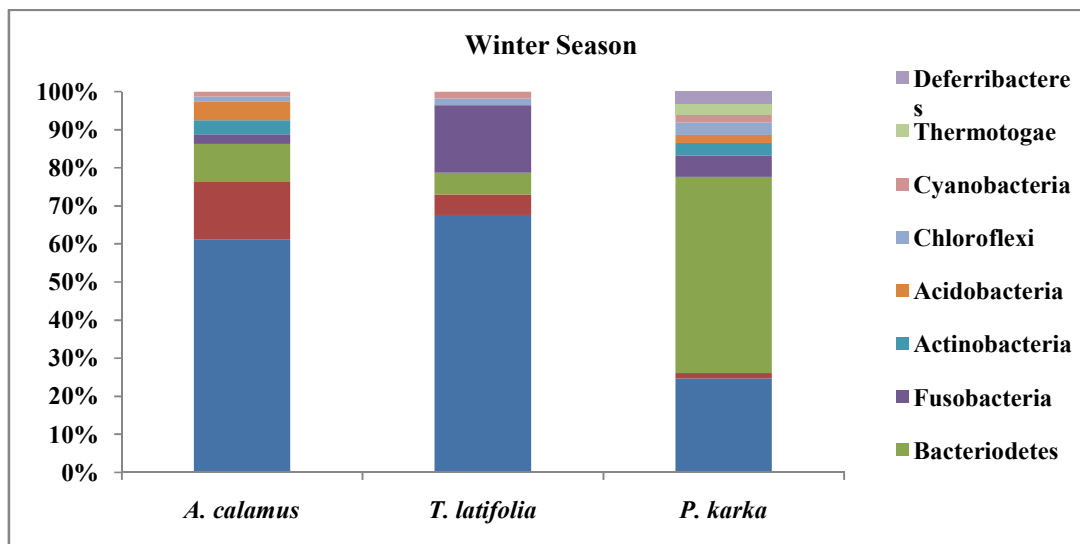 Winter Season
100%
90%
80%
70%
60%
50%
40%
30%
20%
10%
0%
A. calamus
T. latifolia
P. karka
Deferribactere
s
Thermotogae
Cyanobacteria
Chloroflexi
Acidobacteria
Actinobacteria
Fusobacteria
Bacteriodetes